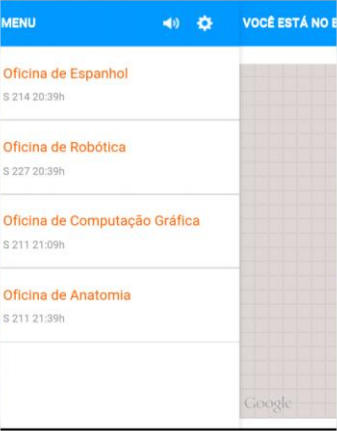 MENU
VOCÊ ESTÁ NO
Oficina de Espanhol
S 214 20:39h
Oficina de Robótica
S 227 20:39h
Oficina de Computação Gráfica
S 211 21:09h
Oficina de Anatomia
S 211 21:39h
Google